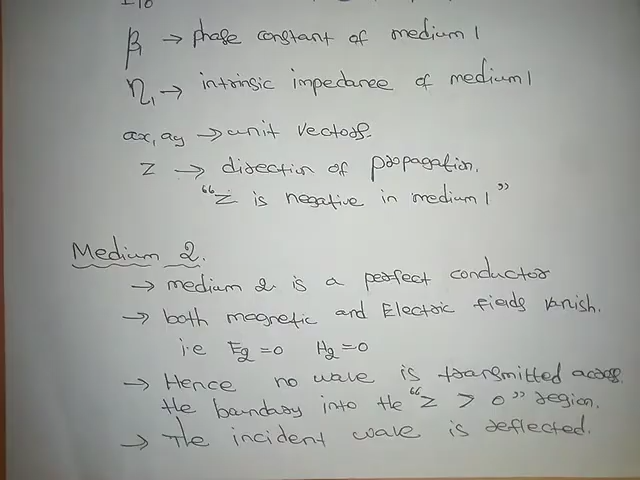 β₁ → phase constant of medium 1
η₁ → intrinsic impedance of medium 1
ax, ay → unit vectors.
z → direction of propagation.
“z is negative in medium 1”
Medium 2.
→ medium 2 is a perfect conductor
→ both magnetic and Electric fields vanish.
i.e E2 = 0 H2 = 0
→ Hence no wave is transmitted across
the boundary into the “z > 0” region.
→ The incident wave is reflected.